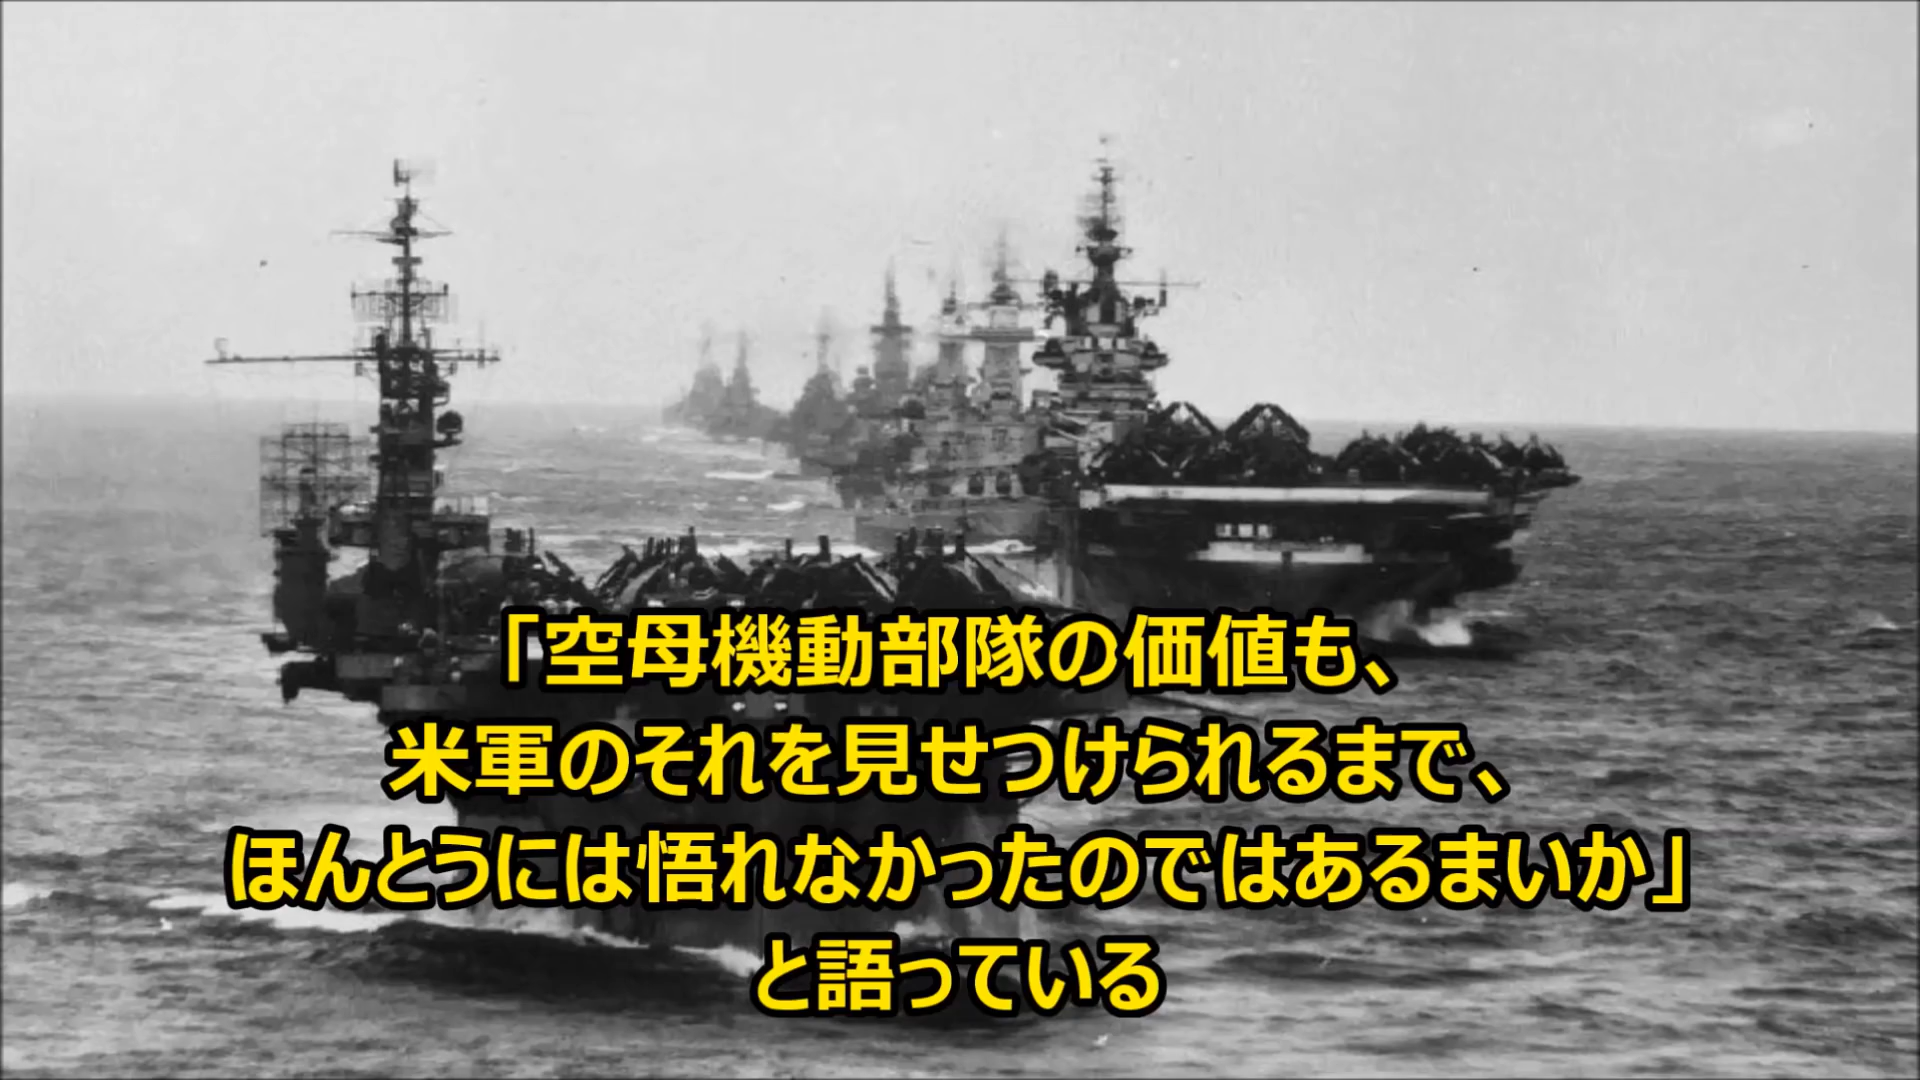 「空母機動部隊の価値も、
米軍のそれを見せつけられるまで、
ほんとうには悟れなかったのではあるまいか」
と語っている